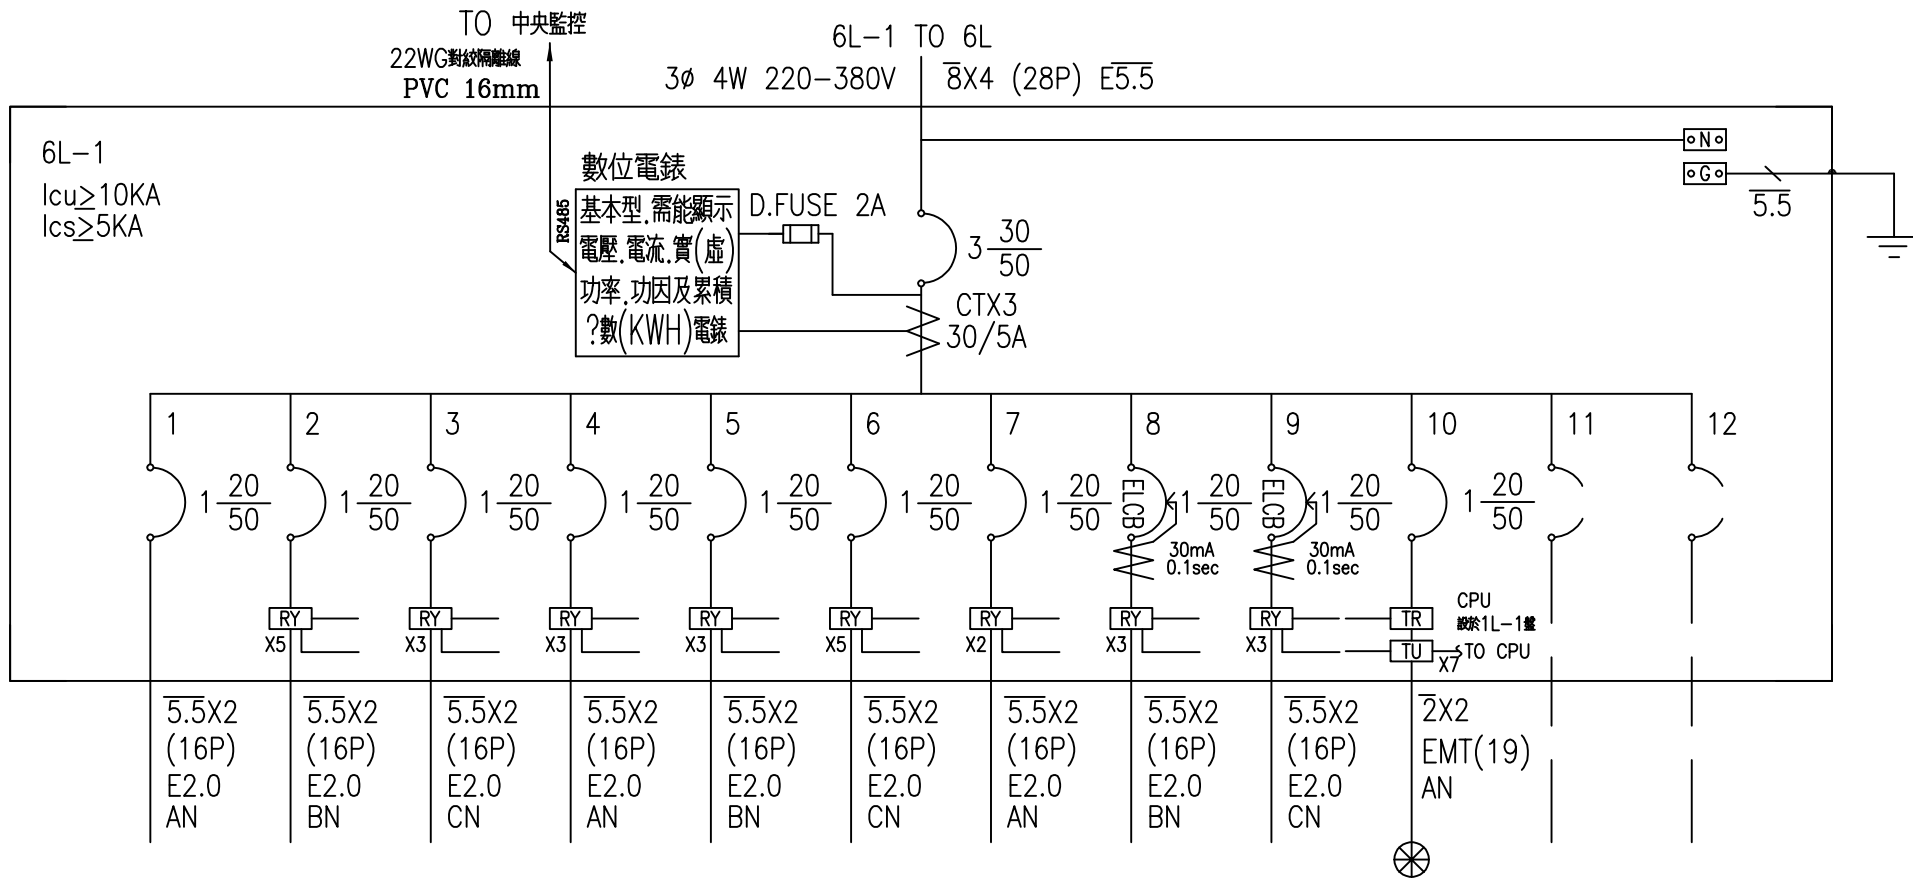 TO 中央監控
22WG對絞隔離線
PVC 16mm
6L-1 TO 6L
3ø 4W 220-380V 8X4 (28P) E5.5
6L-1
Icu≥10KA
Ics≥5KA
數位電錶
RS485
基本型.需能顯示
電壓.電流.實(虛)
功率.功因及累積
?數(KWH)電錶
D.FUSE 2A
3 30
50
CTX3
30/5A
N
G
5.5
1 2 3 4 5 6 7 8 9 10 11 12
1 20 1 20 1 20 1 20 1 20 1 20 1 20 ELCB 1 20 ELCB 1 20 1 20
50 50 50 50 50 50 50 50 50 50
30mA 30mA
0.1sec 0.1sec
RY RY RY RY RY RY RY RY TR
X5 X3 X3 X3 X5 X2 X3 X3
CPU
設於1L-1盤
TU X7 TO CPU
5.5X2 5.5X2 5.5X2 5.5X2 5.5X2 5.5X2 5.5X2 5.5X2 5.5X2 2X2
(16P) (16P) (16P) (16P) (16P) (16P) (16P) (16P) (16P) EMT(19)
E2.0 E2.0 E2.0 E2.0 E2.0 E2.0 E2.0 E2.0 E2.0 AN
AN BN CN AN BN CN AN BN CN